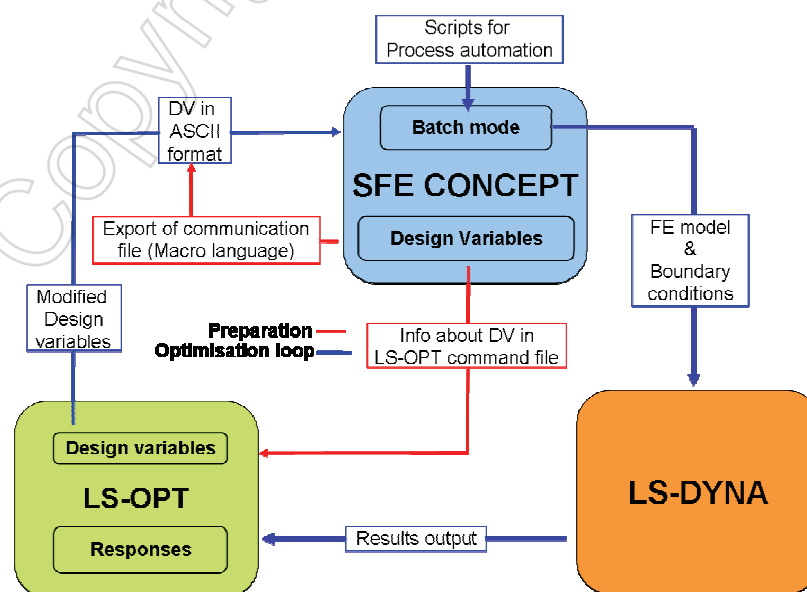 Scripts for
Process automation
DV in
ASCII
format
Batch mode
SFE CONCEPT
Design Variables
Export of communication
file (Macro language)
FE model
&
Boundary
conditions
Modified
Design
variables
Preparation
Optimisation loop
Info about DV in
LS-OPT command file
Design variables
LS-OPT
Responses
LS-DYNA
Results output